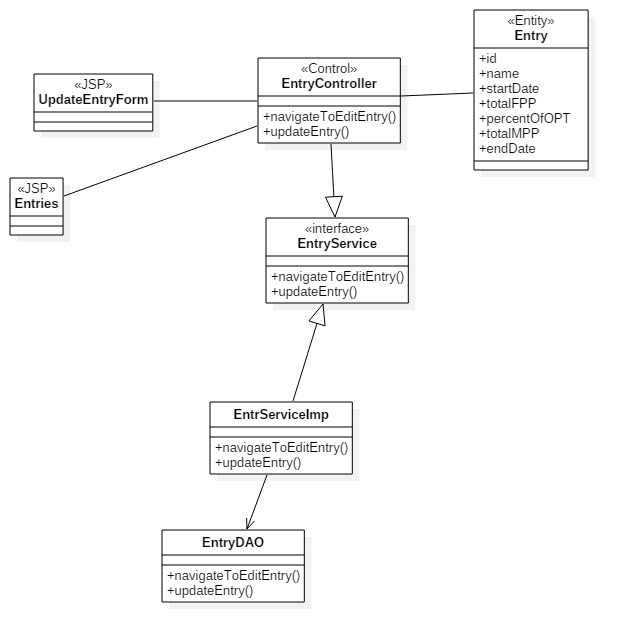 «Entity»
Entry
+id
+name
+startDate
+totalFPP
+percentOfOPT
+totalMPP
+endDate
«Control»
EntryController
+navigateToEditEntry()
+updateEntry()
«JSP»
UpdateEntryForm
«JSP»
Entries
«interface»
EntryService
+navigateToEditEntry()
+updateEntry()
EntrServiceImp
+navigateToEditEntry()
+updateEntry()
EntryDAO
+navigateToEditEntry()
+updateEntry()